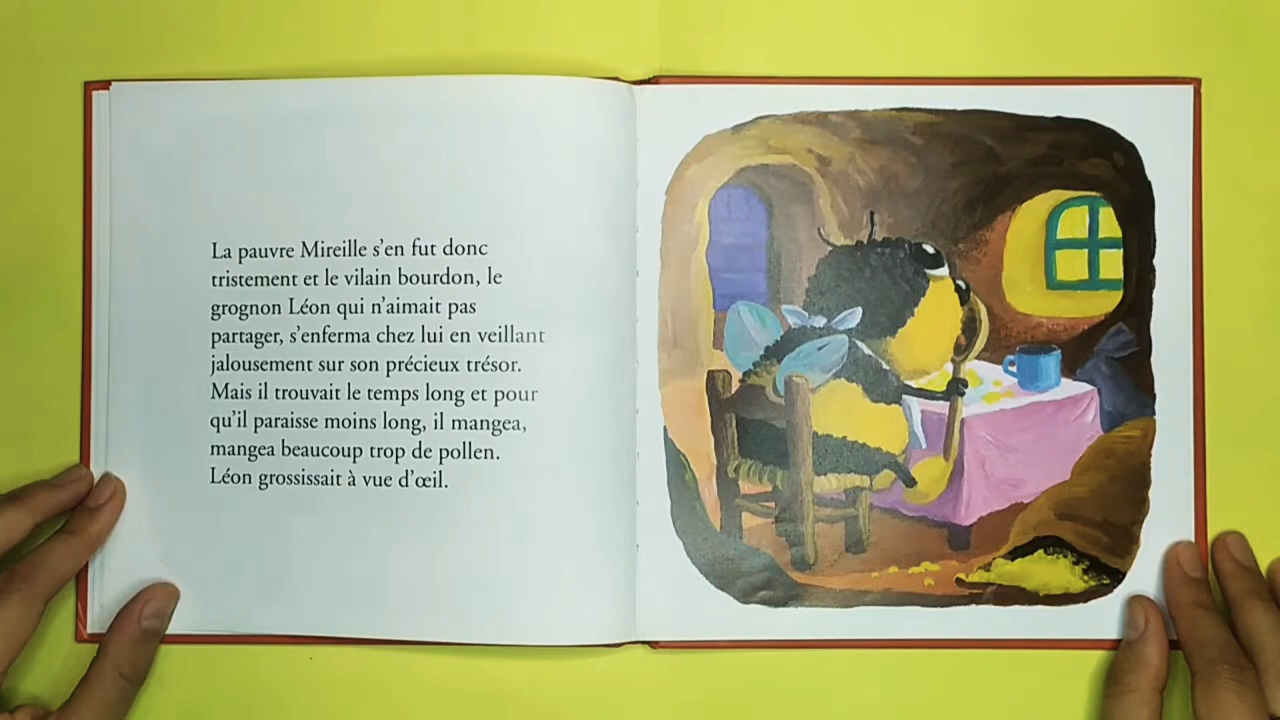 La pauvre Mireille s'en fut donc
tristement et le vilain bourdon, le
grognon Léon qui n'aimait pas
partager, s'enferma chez lui en veillant
jalousement sur son précieux trésor.
Mais il trouvait le temps long et pour
qu'il paraisse moins long, il mangea,
mangea beaucoup trop de pollen.
Léon grossissait à vue d'œil.